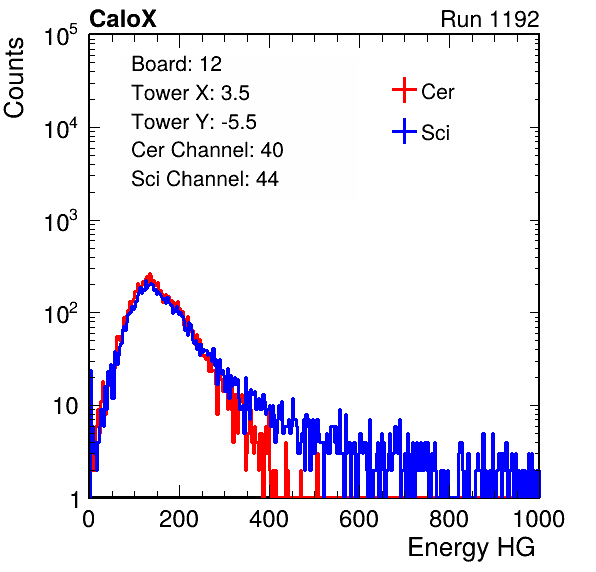 CaloX Run 1192
Counts
10^5
10^4
10^3
10^2
10
1
Board: 12
Tower X: 3.5
Tower Y: -5.5
Cer Channel: 40
Sci Channel: 44
Cer
Sci
0 200 400 600 800 1000
Energy HG